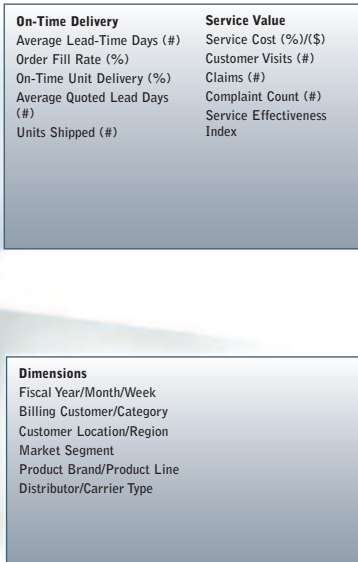 On-Time Delivery
Average Lead-Time Days (#)
Order Fill Rate (%)
On-Time Unit Delivery (%)
Average Quoted Lead Days
(#)
Units Shipped (#)
Service Value
Service Cost (%)/($)
Customer Visits (#)
Claims (#)
Complaint Count (#)
Service Effectiveness
Index
Dimensions
Fiscal Year/Month/Week
Billing Customer/Category
Customer Location/Region
Market Segment
Product Brand/Product Line
Distributor/Carrier Type